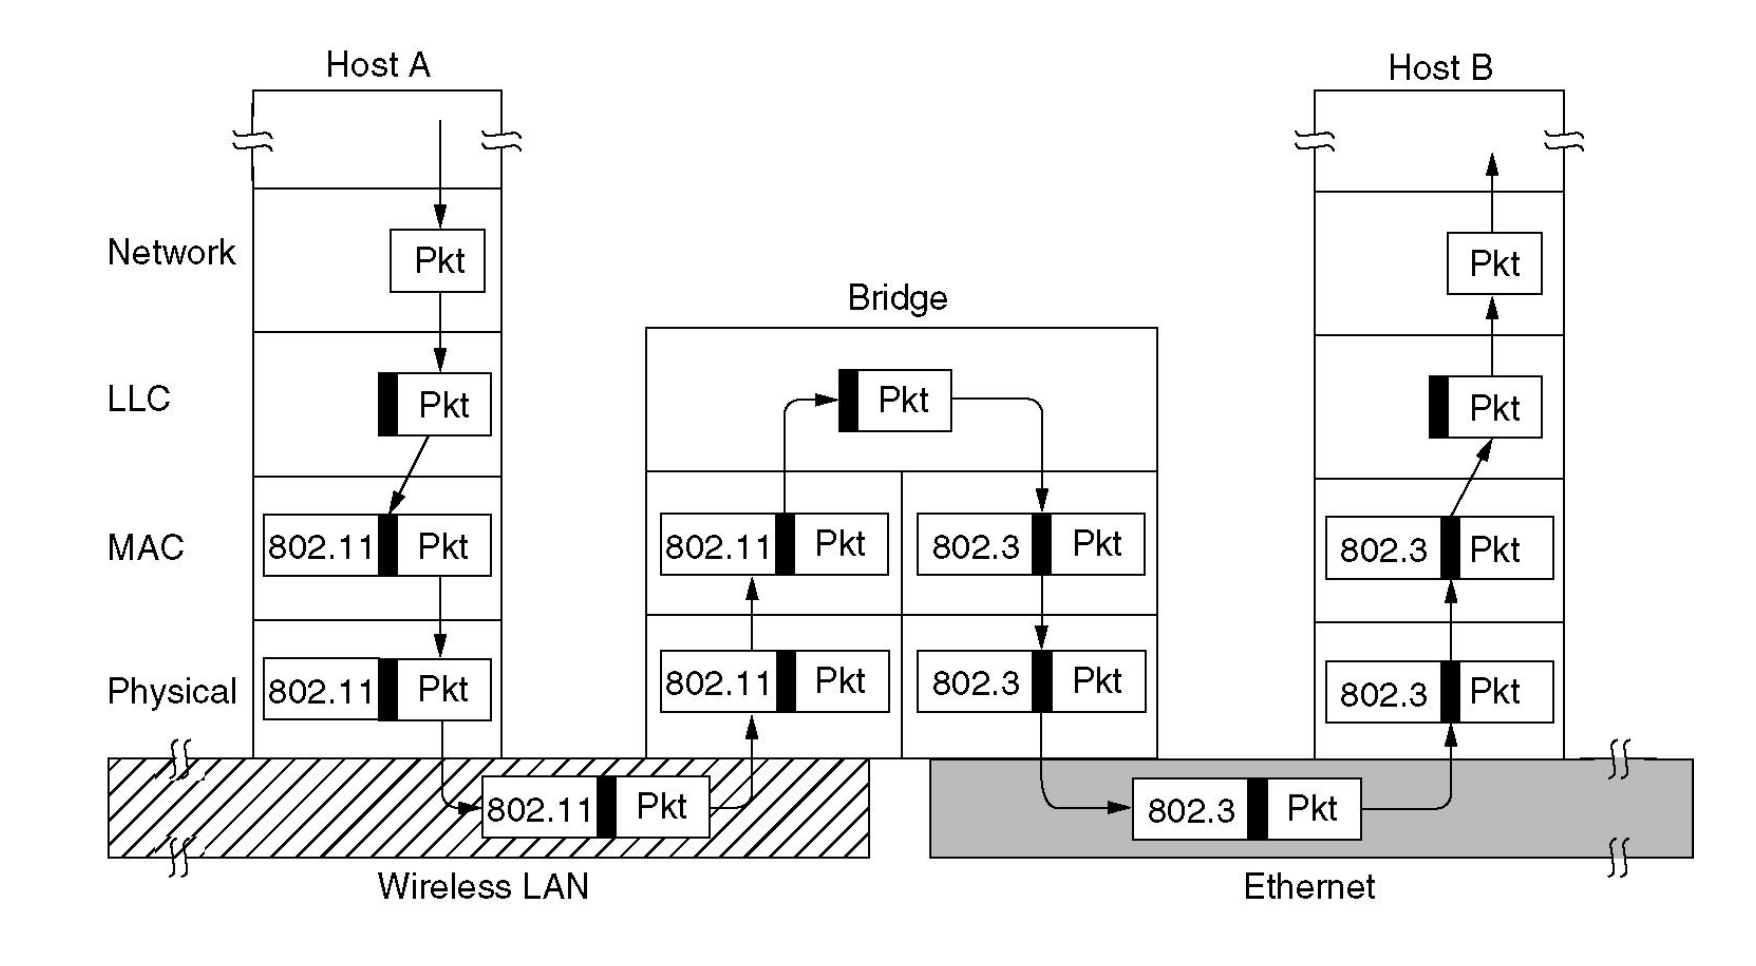 Host A
Host B
Network
Pkt
Pkt
Bridge
LLC
Pkt
Pkt
Pkt
MAC
802.11 Pkt
802.11 Pkt
802.3 Pkt
802.3 Pkt
Physical
802.11 Pkt
802.11 Pkt
802.3 Pkt
802.3 Pkt
802.11 Pkt
802.3 Pkt
Wireless LAN
Ethernet